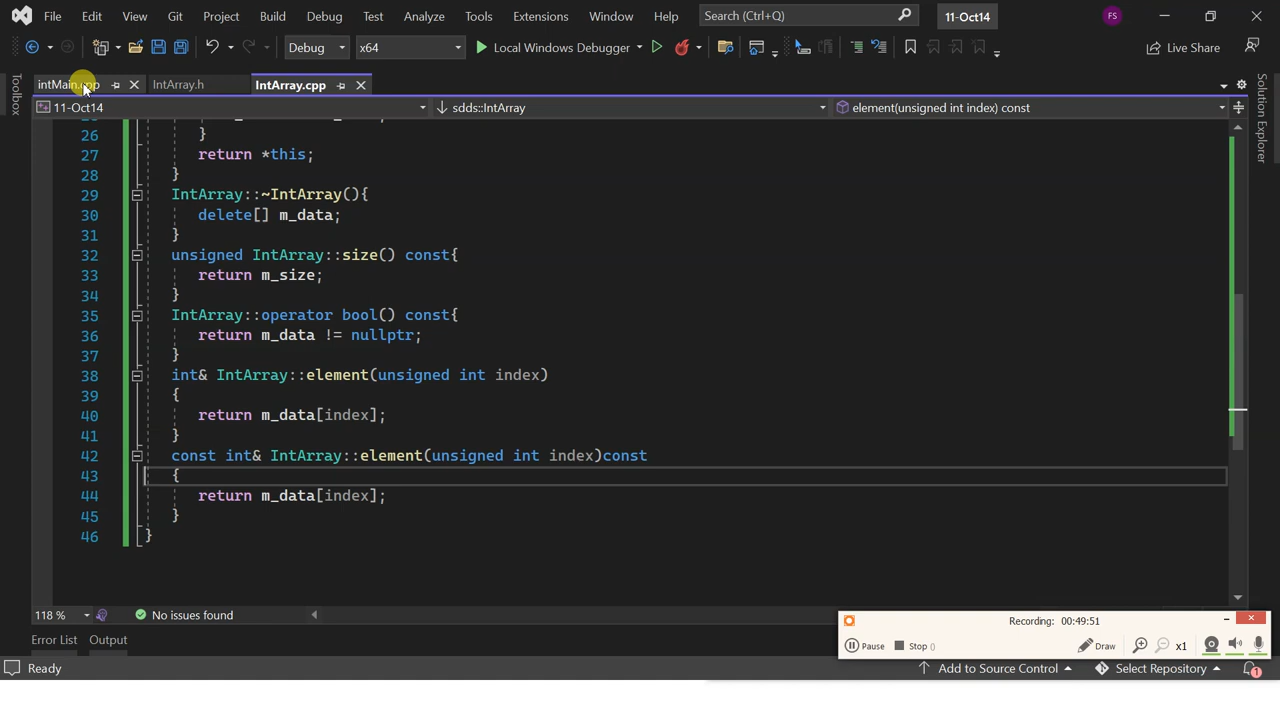 File Edit View Git Project Build Debug Test Analyze Tools Extensions Window Help Search (Ctrl+Q) 11-Oct14 FS
Debug x64 Local Windows Debugger Live Share
Toolbox
intMain.cpp IntArray.h IntArray.cpp
11-Oct14 sdds::IntArray element(unsigned int index) const
Solution Explorer
26 }
27 return *this;
28 }
29 IntArray::~IntArray(){
30 delete[] m_data;
31 }
32 unsigned IntArray::size() const{
33 return m_size;
34 }
35 IntArray::operator bool() const{
36 return m_data != nullptr;
37 }
38 int& IntArray::element(unsigned int index)
39 {
40 return m_data[index];
41 }
42 const int& IntArray::element(unsigned int index)const
43 {
44 return m_data[index];
45 }
46 }
118 % No issues found
Recording: 00:49:51
Error List Output
Pause Stop () Draw x1
Ready Add to Source Control Select Repository 1